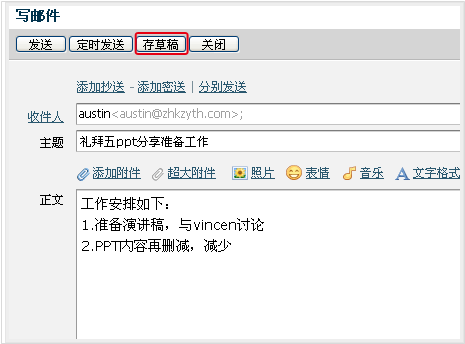 写邮件
发送 定时发送 存草稿 关闭
添加抄送 - 添加密送 | 分别发送
收件人 austin<austin@zhkzyth.com>;
主题 礼拜五ppt分享准备工作
添加附件 超大附件 照片 表情 音乐 文字格式
正文 工作安排如下：
1.准备演讲稿，与vincen讨论
2.PPT内容再删减，减少